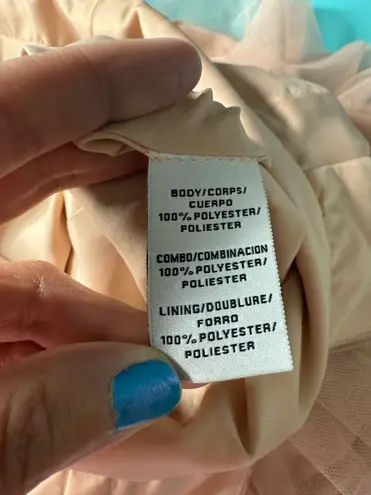 BODY/CORPS/
CUERPO
100% POLYESTER/
POLIESTER
COMBO/COMBINACION
100% POLYESTER/
POLIESTER
LINING/DOUBLURE/
FORRO
100% POLYESTER/
POLIESTER